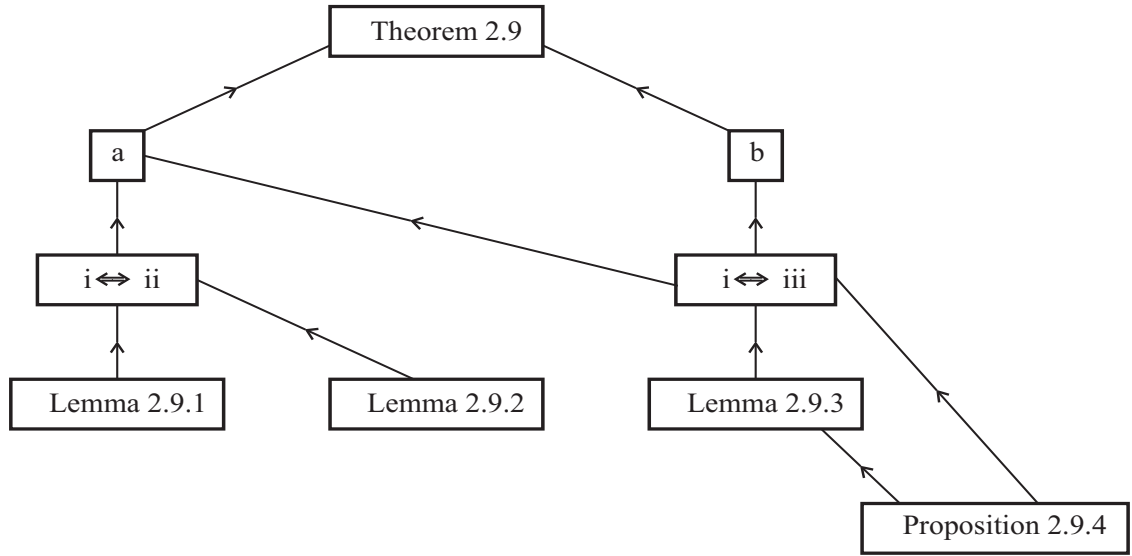 Theorem 2.9
a
b
i ⟺ ii
i ⟺ iii
Lemma 2.9.1
Lemma 2.9.2
Lemma 2.9.3
Proposition 2.9.4